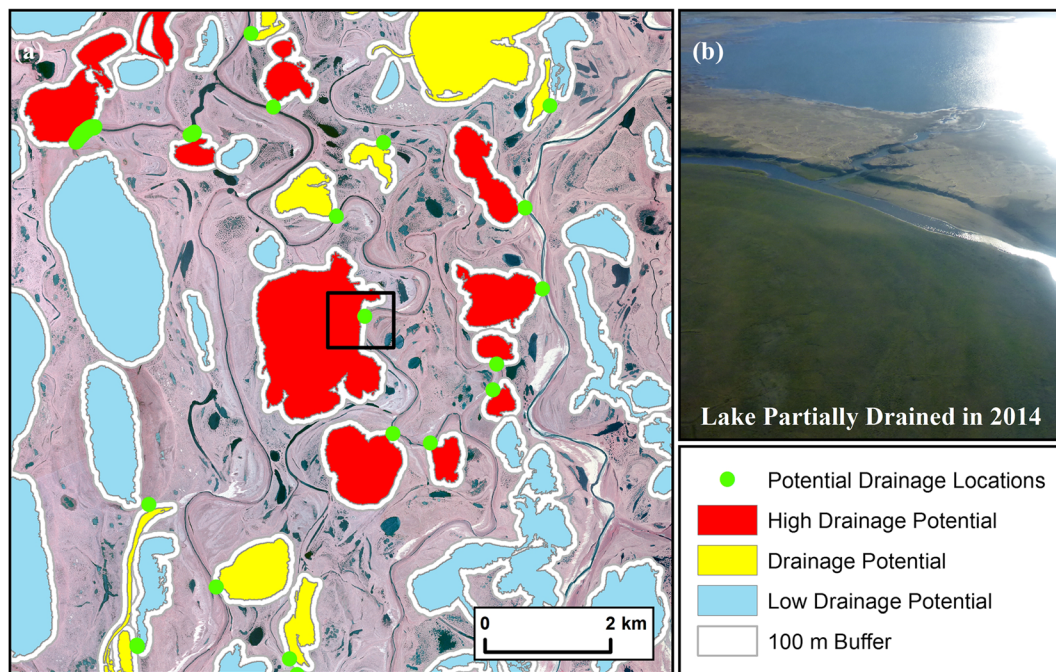 (a)
0 2 km
(b)
Lake Partially Drained in 2014
Potential Drainage Locations
High Drainage Potential
Drainage Potential
Low Drainage Potential
100 m Buffer